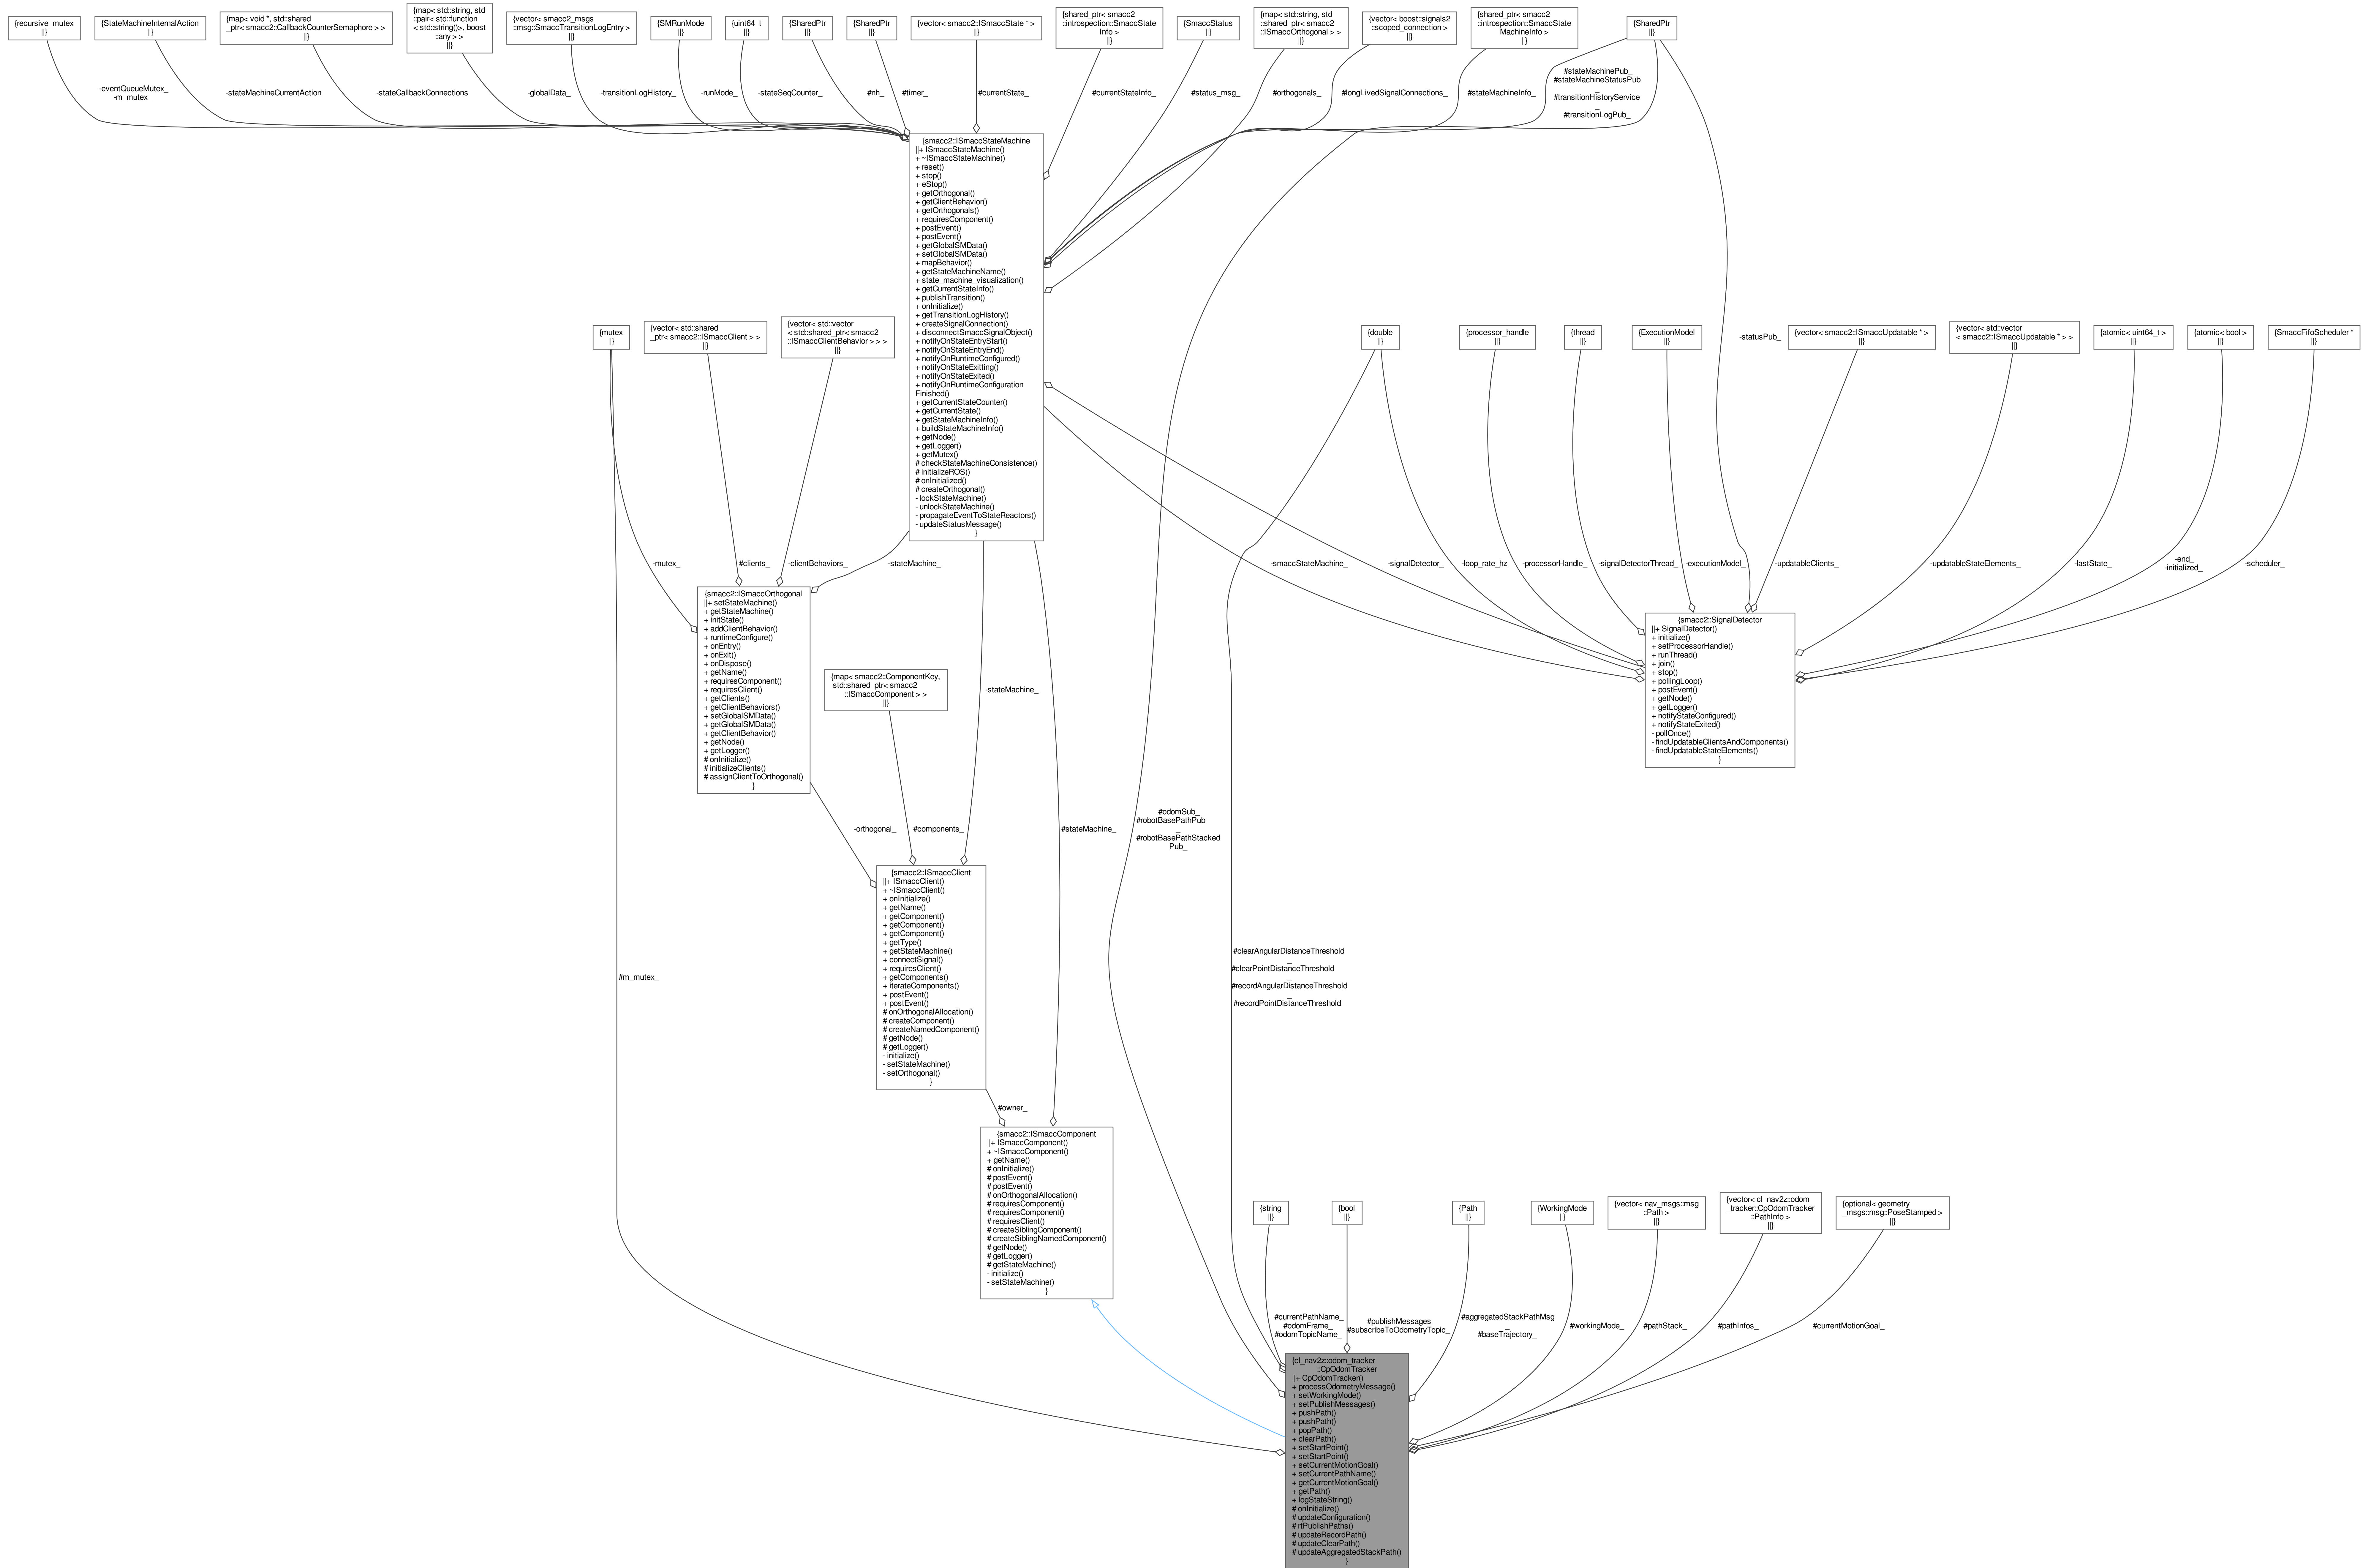 {recursive_mutex
||}
{StateMachineInternalAction
||}
{map< void *, std::shared
_ptr< smacc2::CallbackCounterSemaphore > >
||}
{map< std::string, std
::pair< std::function
< std::string()>, boost
::any > >
||}
{vector< smacc2_msgs
::msg::SmaccTransitionLogEntry >
||}
{SMRunMode
||}
{uint64_t
||}
{SharedPtr
||}
{SharedPtr
||}
{vector< smacc2::ISmaccState * >
||}
{shared_ptr< smacc2
::introspection::SmaccState
Info >
||}
{SmaccStatus
||}
{map< std::string, std
::shared_ptr< smacc2
::ISmaccOrthogonal > >
||}
{vector< boost::signals2
::scoped_connection >
||}
{shared_ptr< smacc2
::introspection::SmaccState
MachineInfo >
||}
{SharedPtr
||}
-eventQueueMutex_
-m_mutex_
-stateMachineCurrentAction
-stateCallbackConnections
-globalData_
-transitionLogHistory_
-runMode_
-stateSeqCounter_
#nh_
#timer_
#currentState_
#currentStateInfo_
#status_msg_
#orthogonals_
#longLivedSignalConnections_
#stateMachineInfo_
#stateMachinePub_
#stateMachineStatusPub
_
#transitionHistoryService
_
#transitionLogPub_
{smacc2::ISmaccStateMachine
||+ ISmaccStateMachine()
+ ~ISmaccStateMachine()
+ reset()
+ stop()
+ eStop()
+ getOrthogonal()
+ getClientBehavior()
+ getOrthogonals()
+ requiresComponent()
+ postEvent()
+ postEvent()
+ getGlobalSMData()
+ setGlobalSMData()
+ mapBehavior()
+ getStateMachineName()
+ state_machine_visualization()
+ getCurrentStateInfo()
+ publishTransition()
+ onInitialize()
+ getTransitionLogHistory()
+ createSignalConnection()
+ disconnectSmaccSignalObject()
+ notifyOnStateEntryStart()
+ notifyOnStateEntryEnd()
+ notifyOnRuntimeConfigured()
+ notifyOnStateExitting()
+ notifyOnStateExited()
+ notifyOnRuntimeConfiguration
Finished()
+ getCurrentStateCounter()
+ getCurrentState()
+ getStateMachineInfo()
+ buildStateMachineInfo()
+ getNode()
+ getLogger()
+ getMutex()
# checkStateMachineConsistence()
# initializeROS()
# onInitialized()
# createOrthogonal()
- lockStateMachine()
- unlockStateMachine()
- propagateEventToStateReactors()
- updateStatusMessage()
}
{mutex
||}
{vector< std::shared
_ptr< smacc2::ISmaccClient > >
||}
{vector< std::vector
< std::shared_ptr< smacc2
::ISmaccClientBehavior > > >
||}
{double
||}
{processor_handle
||}
{thread
||}
{ExecutionModel
||}
-statusPub_
{vector< smacc2::ISmaccUpdatable * >
||}
{vector< std::vector
< smacc2::ISmaccUpdatable * > >
||}
{atomic< uint64_t >
||}
{atomic< bool >
||}
{SmaccFifoScheduler *
||}
-mutex_
#clients_
-clientBehaviors_
-stateMachine_
-smaccStateMachine_
-signalDetector_
-loop_rate_hz
-processorHandle_
-signalDetectorThread_
-executionModel_
-updatableClients_
-updatableStateElements_
-lastState_
-end_
-initialized_
-scheduler_
{smacc2::ISmaccOrthogonal
||+ setStateMachine()
+ getStateMachine()
+ initState()
+ addClientBehavior()
+ runtimeConfigure()
+ onEntry()
+ onExit()
+ onDispose()
+ getName()
+ requiresComponent()
+ requiresClient()
+ getClients()
+ getClientBehaviors()
+ setGlobalSMData()
+ getGlobalSMData()
+ getClientBehavior()
+ getNode()
+ getLogger()
# onInitialize()
# initializeClients()
# assignClientToOrthogonal()
}
{smacc2::SignalDetector
||+ SignalDetector()
+ initialize()
+ setProcessorHandle()
+ runThread()
+ join()
+ stop()
+ pollingLoop()
+ postEvent()
+ getNode()
+ getLogger()
+ notifyStateConfigured()
+ notifyStateExited()
- pollOnce()
- findUpdatableClientsAndComponents()
- findUpdatableStateElements()
}
{map< smacc2::ComponentKey,
std::shared_ptr< smacc2
::ISmaccComponent > >
||}
-stateMachine_
-orthogonal_
#components_
#stateMachine_
#odomSub_
#robotBasePathPub
_
#robotBasePathStacked
Pub_
{smacc2::ISmaccClient
||+ ISmaccClient()
+ ~ISmaccClient()
+ onInitialize()
+ getName()
+ getComponent()
+ getComponent()
+ getComponent()
+ getType()
+ getStateMachine()
+ connectSignal()
+ requiresClient()
+ getComponents()
+ iterateComponents()
+ postEvent()
+ postEvent()
# onOrthogonalAllocation()
# createComponent()
# createNamedComponent()
# getNode()
# getLogger()
- initialize()
- setStateMachine()
- setOrthogonal()
}
#m_mutex_
#clearAngularDistanceThreshold
_
#clearPointDistanceThreshold
_
#recordAngularDistanceThreshold
_
#recordPointDistanceThreshold_
#owner_
{smacc2::ISmaccComponent
||+ ISmaccComponent()
+ ~ISmaccComponent()
+ getName()
# onInitialize()
# postEvent()
# postEvent()
# onOrthogonalAllocation()
# requiresComponent()
# requiresComponent()
# requiresClient()
# createSiblingComponent()
# createSiblingNamedComponent()
# getNode()
# getLogger()
# getStateMachine()
- initialize()
- setStateMachine()
}
{string
||}
{bool
||}
{Path
||}
{WorkingMode
||}
{vector< nav_msgs::msg
::Path >
||}
{vector< cl_nav2z::odom
_tracker::CpOdomTracker
::PathInfo >
||}
{optional< geometry
_msgs::msg::PoseStamped >
||}
#currentPathName_
#odomFrame_
#odomTopicName_
#publishMessages
#subscribeToOdometryTopic_
#aggregatedStackPathMsg
_
#baseTrajectory_
#workingMode_
#pathStack_
#pathInfos_
#currentMotionGoal_
{cl_nav2z::odom_tracker
::CpOdomTracker
||+ CpOdomTracker()
+ processOdometryMessage()
+ setWorkingMode()
+ setPublishMessages()
+ pushPath()
+ pushPath()
+ popPath()
+ clearPath()
+ setStartPoint()
+ setStartPoint()
+ setCurrentMotionGoal()
+ setCurrentPathName()
+ getCurrentMotionGoal()
+ getPath()
+ logStateString()
# onInitialize()
# updateConfiguration()
# rtPublishPaths()
# updateRecordPath()
# updateClearPath()
# updateAggregatedStackPath()
}